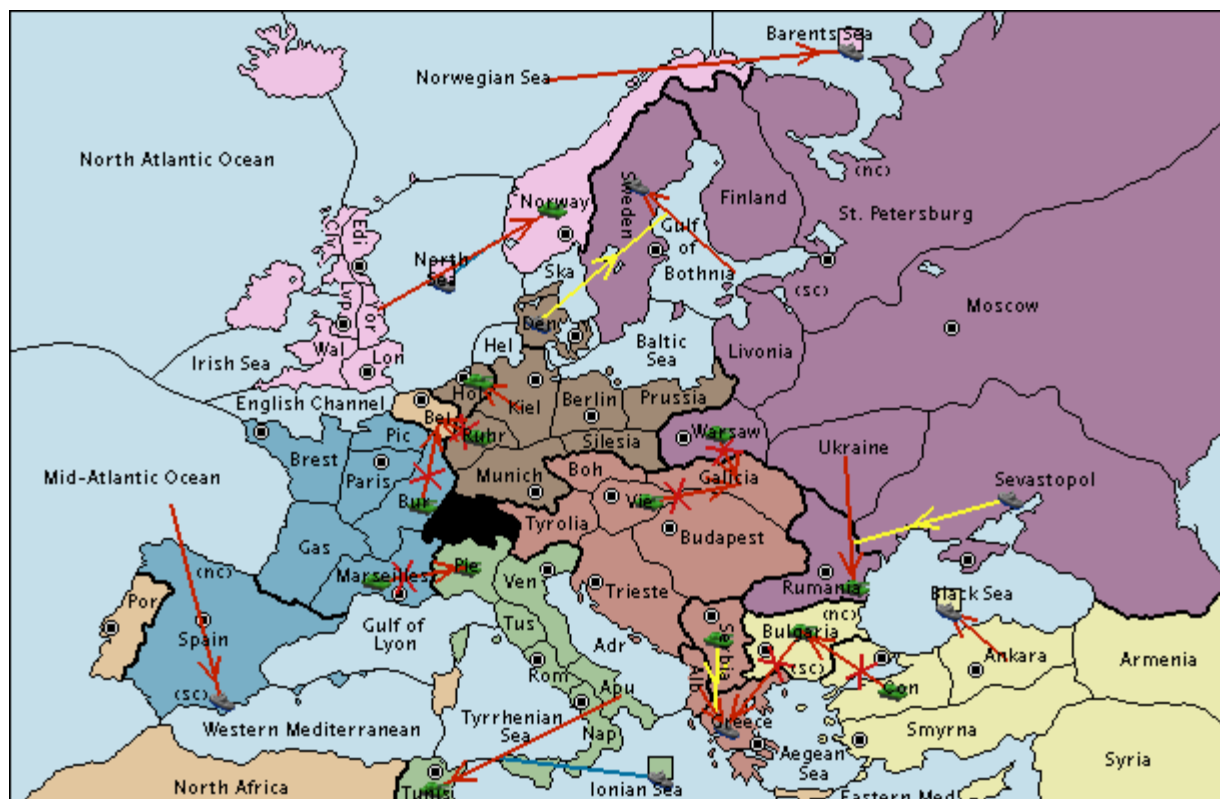 Barents Sea
Norwegian Sea
North Atlantic Ocean
(nc)
Norway
Sweden
Finland
St. Petersburg
Edi
Cly
Gulf
of
Bothnia
North
Sea
Ska
(sc)
Moscow
Lvp
Yor
Den
Wal
Lon
Irish Sea
Hel
Baltic
Sea
Livonia
English Channel
Hol
Kiel
Berlin
Prussia
Bel
Pic
Ruhr
Silesia
Warsaw
Ukraine
Brest
Paris
Munich
Boh
Galicia
Mid-Atlantic Ocean
Sevastopol
Bur
Vie
Tyrolia
Budapest
Gas
(nc)
Marseilles
Pie
Ven
Trieste
Rumania
Black Sea
Por
Spain
Gulf of
Lyon
Tus
Adr
Serbia
Bulgaria
(nc)
(sc)
Ankara
Armenia
Rom
Alb
Con
(sc)
Apu
Western Mediterranean
Tyrrhenian
Sea
Nap
Greece
Aegean
Sea
Smyrna
Syria
North Africa
Tunis
Ionian Sea
Eastern Med